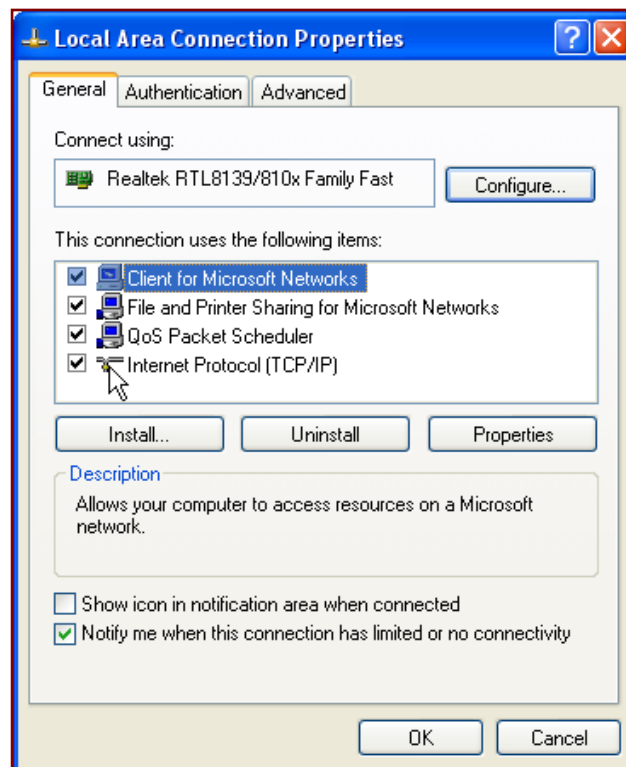 Local Area Connection Properties
General Authentication Advanced
Connect using:
Realtek RTL8139/810x Family Fast Configure...
This connection uses the following items:
Client for Microsoft Networks
File and Printer Sharing for Microsoft Networks
QoS Packet Scheduler
Internet Protocol (TCP/IP)
Install... Uninstall Properties
Description
Allows your computer to access resources on a Microsoft
network.
Show icon in notification area when connected
Notify me when this connection has limited or no connectivity
OK Cancel